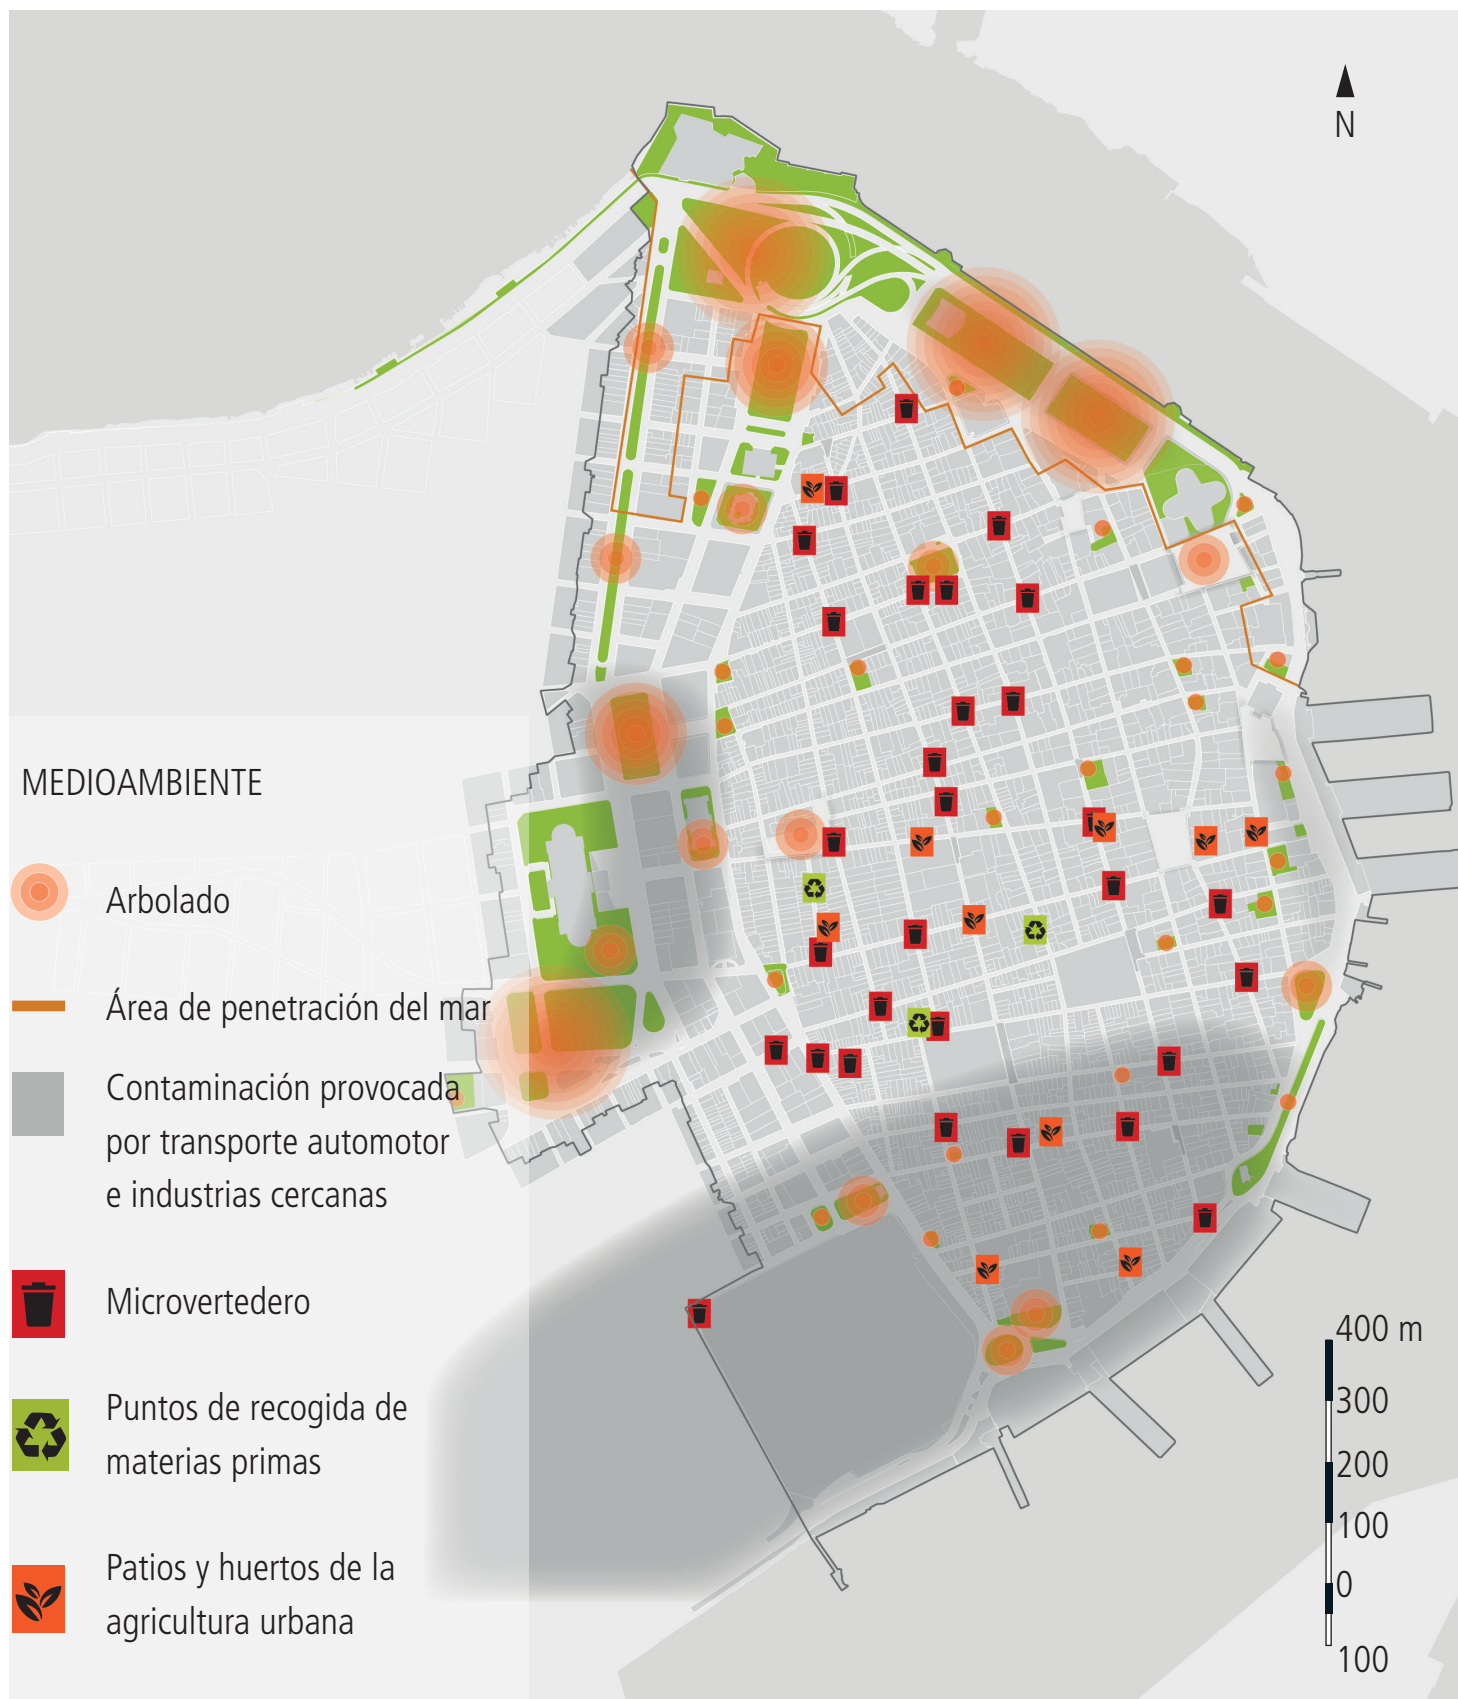 N
MEDIOAMBIENTE
Arbolado
Área de penetración del mar
Contaminación provocada
por transporte automotor
e industrias cercanas
Microvertedero
Puntos de recogida de
materias primas
Patios y huertos de la
agricultura urbana
400 m
300
200
100
0
100